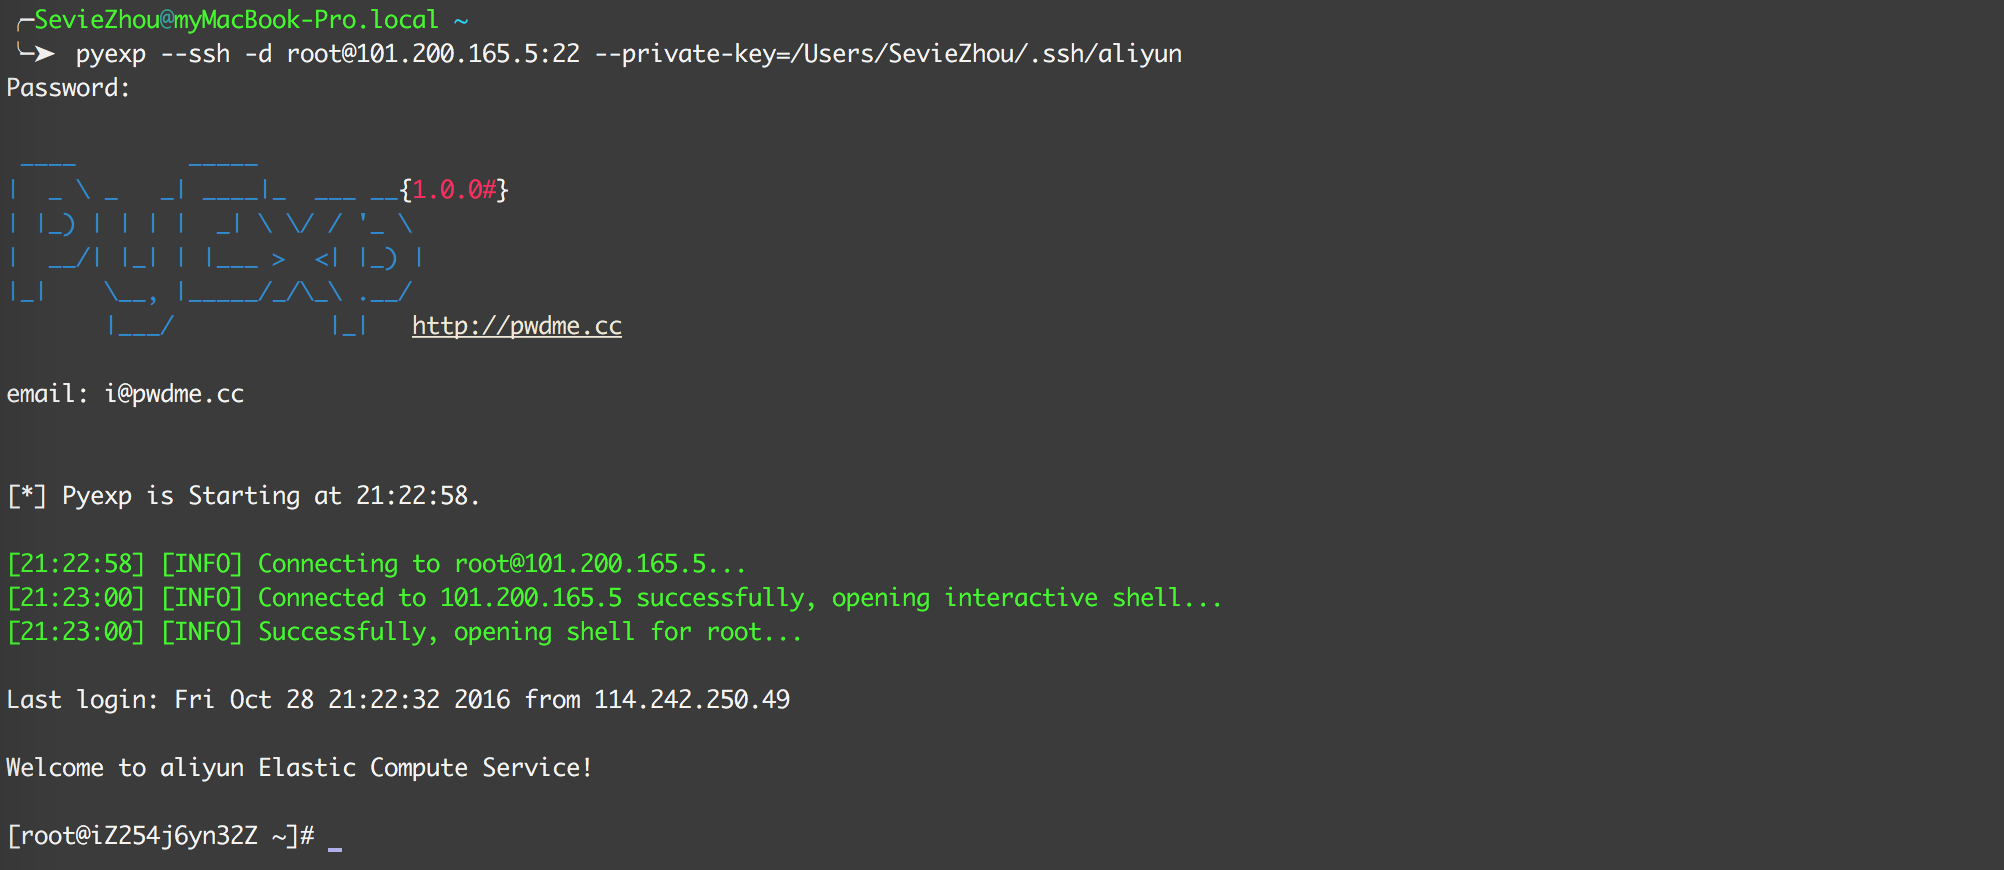 ╭─SevieZhou@myMacBook-Pro.local ~
╰─➤  pyexp --ssh -d root@101.200.165.5:22 --private-key=/Users/SevieZhou/.ssh/aliyun
Password:
 ____        _____
|  _ \ _   _| ____|_  ___ __{1.0.0#}
| |_) | | | |  _| \ \/ / '_ \
|  __/| |_| | |___ >  <| |_) |
|_|    \__, |_____/_/\_\ .__/
       |___/           |_|   http://pwdme.cc
email: i@pwdme.cc
[*] Pyexp is Starting at 21:22:58.
[21:22:58] [INFO] Connecting to root@101.200.165.5...
[21:23:00] [INFO] Connected to 101.200.165.5 successfully, opening interactive shell...
[21:23:00] [INFO] Successfully, opening shell for root...
Last login: Fri Oct 28 21:22:32 2016 from 114.242.250.49
Welcome to aliyun Elastic Compute Service!
[root@iZ254j6yn32Z ~]# _